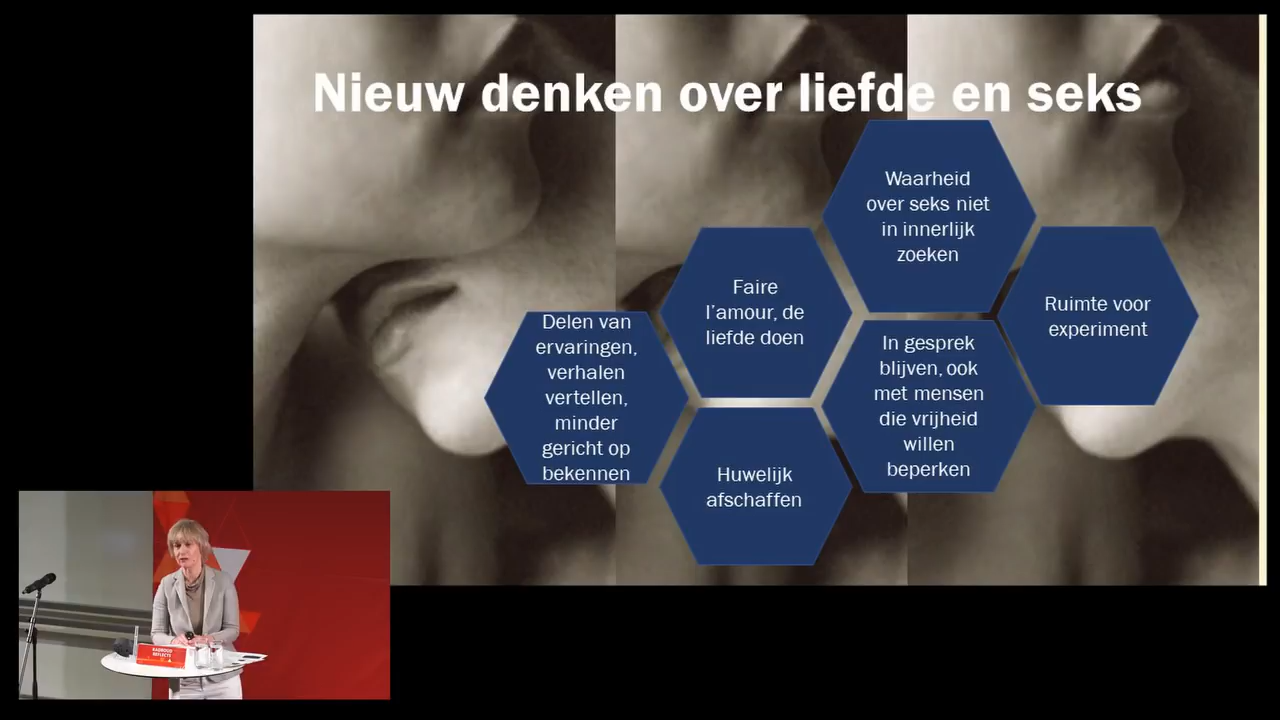 Nieuw denken over liefde en seks
Waarheid
over seks niet
in innerlijk
zoeken
Faire
l'amour, de
liefde doen
Ruimte voor
experiment
Delen van
ervaringen,
verhalen
vertellen,
minder
gericht op
bekennen
In gesprek
blijven, ook
met mensen
die vrijheid
willen
beperken
Huwelijk
afschaffen
RADBOUD
REFLECTS